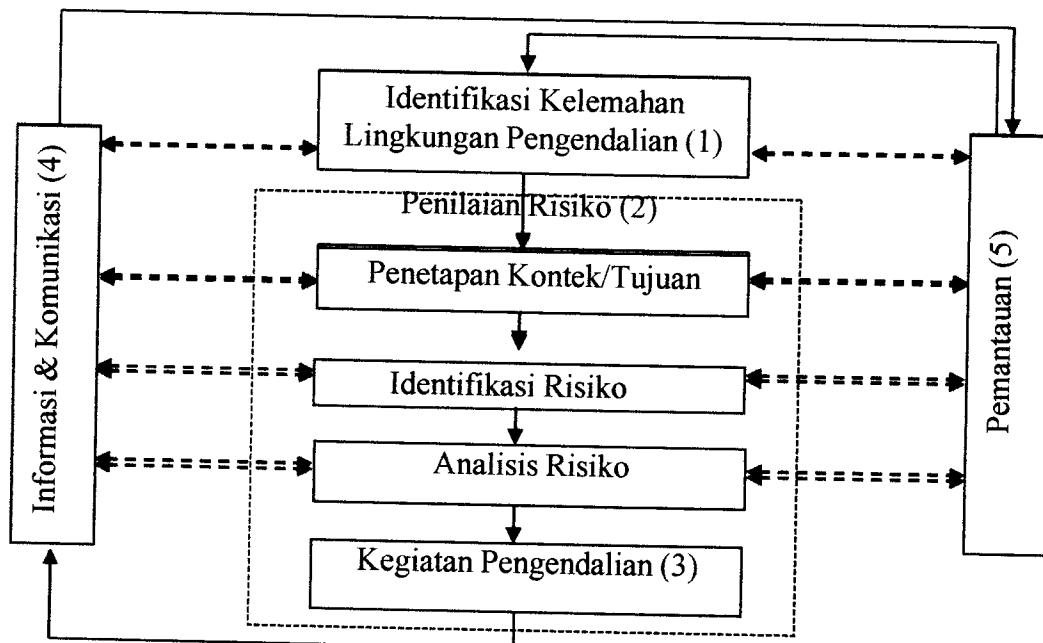 Identifikasi Kelemahan
Lingkungan Pengendalian (1)
Penilaian Risiko (2)
Penetapan Kontek/Tujuan
Identifikasi Risiko
Analisis Risiko
Kegiatan Pengendalian (3)
Informasi & Komunikasi (4)
Pemantauan (5)